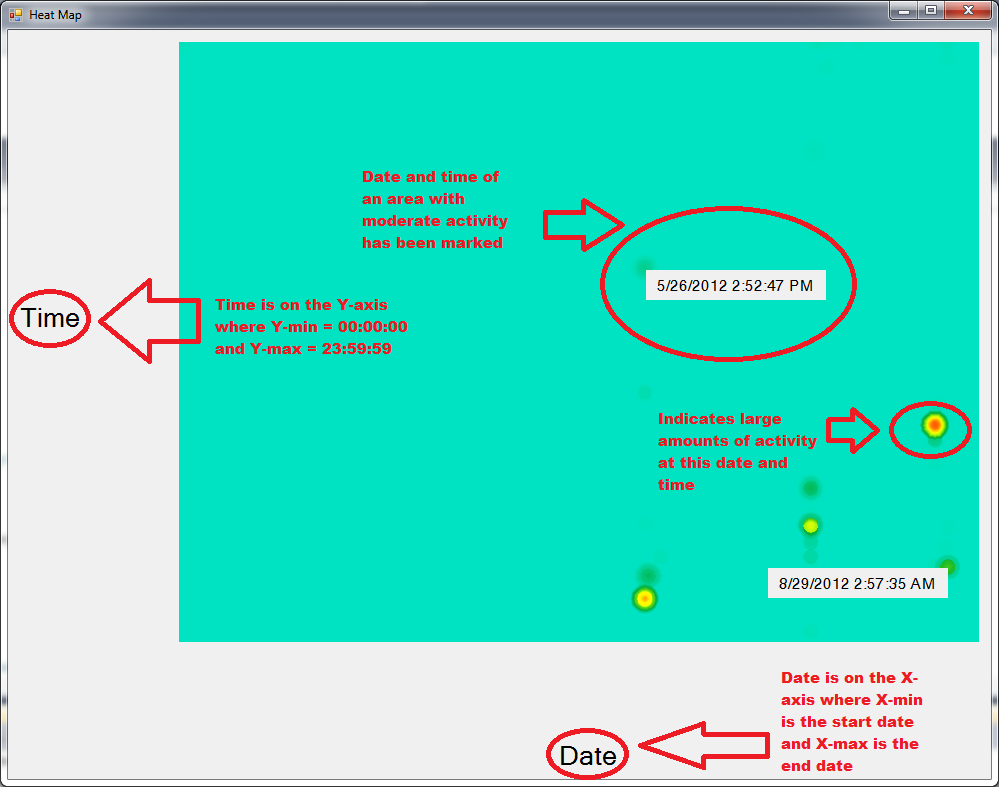 Heat Map
Date and time of
an area with
moderate activity
has been marked
5/26/2012 2:52:47 PM
Time
Time is on the Y-axis
where Y-min = 00:00:00
and Y-max = 23:59:59
Indicates large
amounts of activity
at this date and
time
8/29/2012 2:57:35 AM
Date is on the X-
axis where X-min
is the start date
and X-max is the
end date
Date